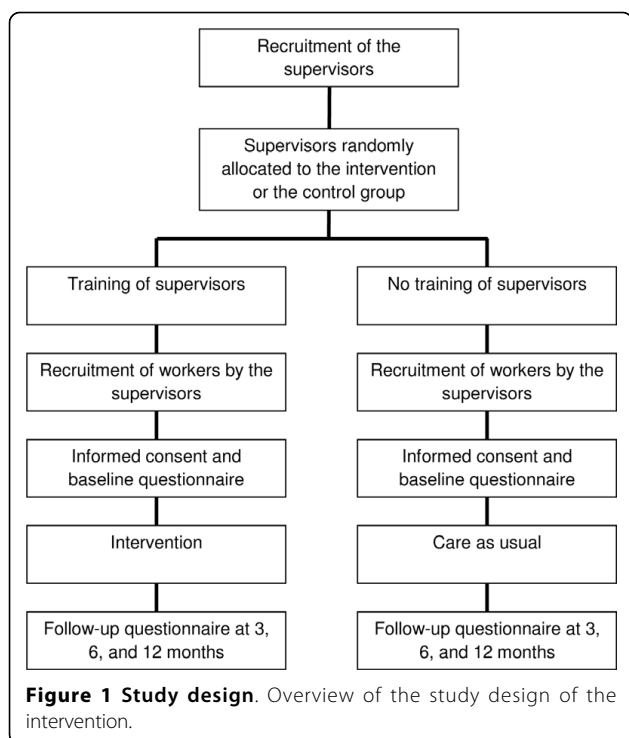 Recruitment of the
supervisors
Supervisors randomly
allocated to the intervention
or the control group
Training of supervisors
No training of supervisors
Recruitment of workers by the
supervisors
Recruitment of workers by the
supervisors
Informed consent and
baseline questionnaire
Informed consent and
baseline questionnaire
Intervention
Care as usual
Follow-up questionnaire at 3,
6, and 12 months
Follow-up questionnaire at 3,
6, and 12 months
Figure 1 Study design. Overview of the study design of the
intervention.